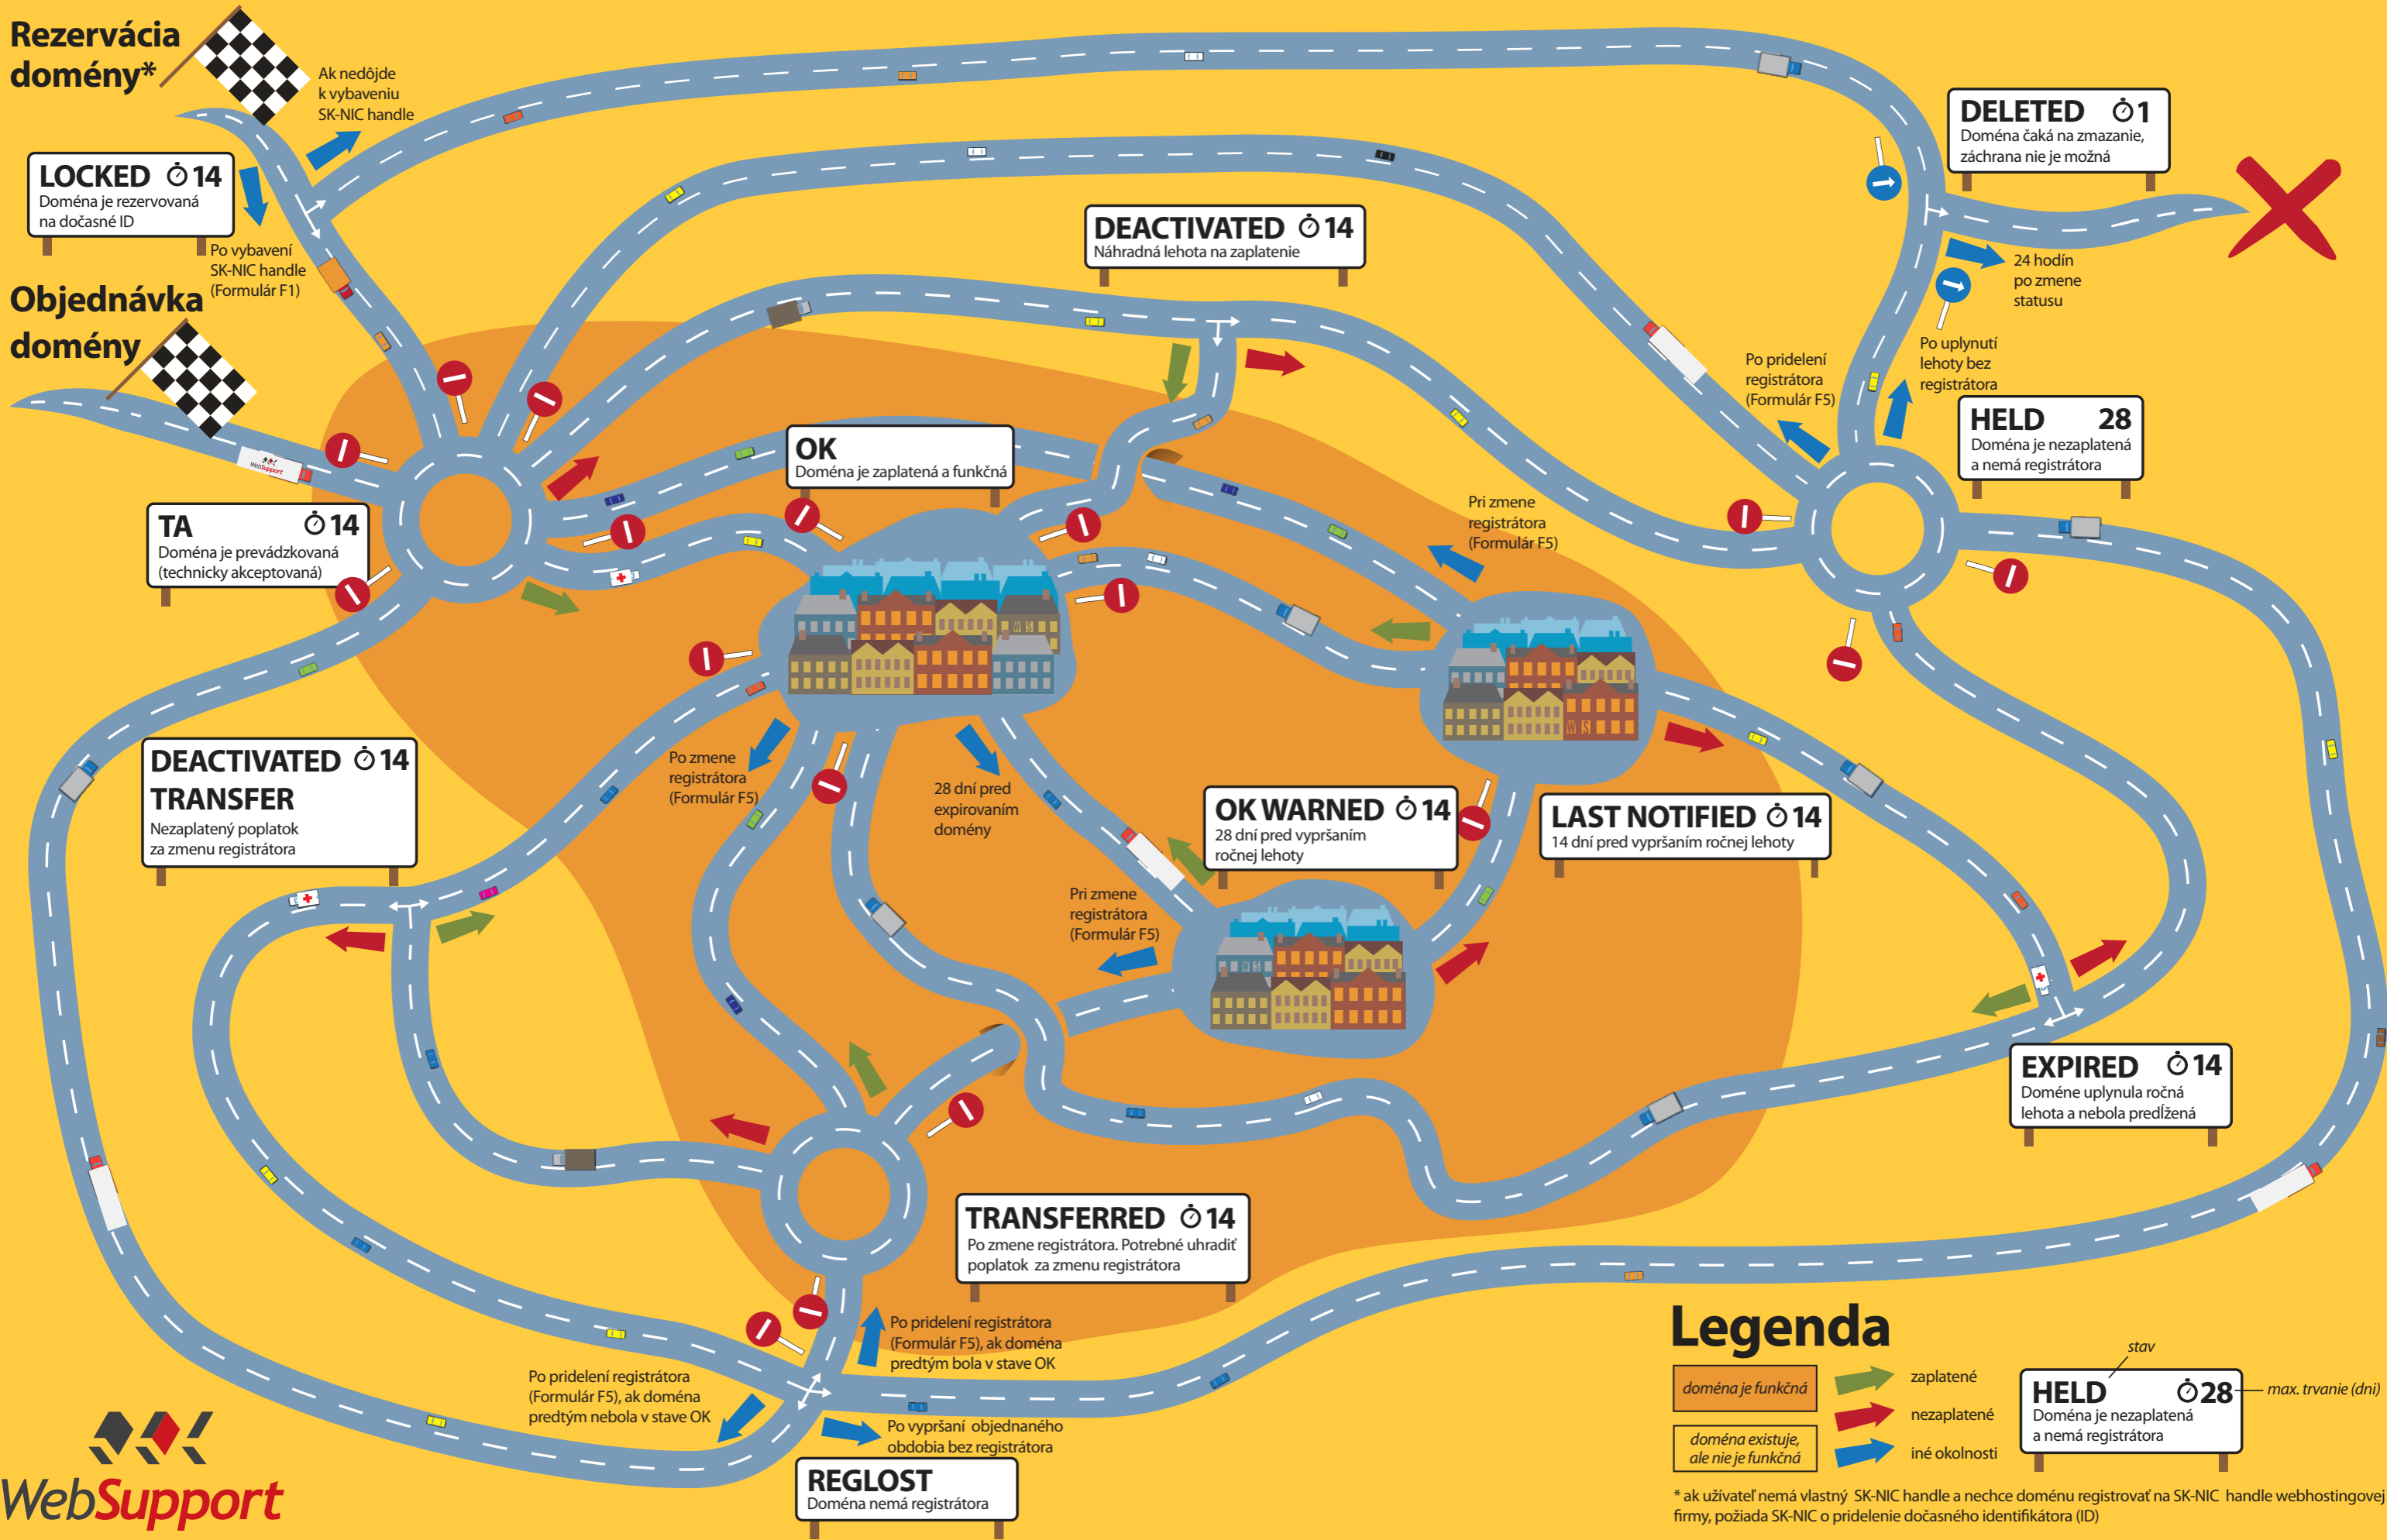 Rezervácia
domény*
Ak nedôjde
k vybaveniu
SK-NIC handle
LOCKED 14
Doména je rezervovaná
na dočasné ID
Po vybavení
SK-NIC handle
(Formulár F1)
Objednávka
domény
WebSupport
TA 14
Doména je prevádzkovaná
(technicky akceptovaná)
DEACTIVATED 14
Náhradná lehota na zaplatenie
DELETED 1
Doména čaká na zmazanie,
záchrana nie je možná
24 hodín
po zmene
statusu
Po uplynutí
lehoty bez
registrátora
Po pridelení
registrátora
(Formulár F5)
HELD 28
Doména je nezaplatená
a nemá registrátora
OK
Doména je zaplatená a funkčná
Pri zmene
registrátora
(Formulár F5)
WS
WS
DEACTIVATED 14
TRANSFER
Nezaplatený poplatok
za zmenu registrátora
Po zmene
registrátora
(Formulár F5)
28 dní pred
expirovaním
domény
OK WARNED 14
28 dní pred vypršaním
ročnej lehoty
LAST NOTIFIED 14
14 dní pred vypršaním ročnej lehoty
Pri zmene
registrátora
(Formulár F5)
WS
EXPIRED 14
Doméne uplynula ročná
lehota a nebola predĺžená
TRANSFERRED 14
Po zmene registrátora. Potrebné uhradiť
poplatok za zmenu registrátora
Po pridelení registrátora
(Formulár F5), ak doména
predtým bola v stave OK
Po pridelení registrátora
(Formulár F5), ak doména
predtým nebola v stave OK
Po vypršaní objednaného
obdobia bez registrátora
REGLOST
Doména nemá registrátora
WebSupport
Legenda
doména je funkčná
doména existuje,
ale nie je funkčná
zaplatené
nezaplatené
iné okolnosti
stav
HELD 28
Doména je nezaplatená
a nemá registrátora
max. trvanie (dni)
* ak užívateľ nemá vlastný SK-NIC handle a nechce doménu registrovať na SK-NIC handle webhostingovej
firmy, požiada SK-NIC o pridelenie dočasného identifikátora (ID)